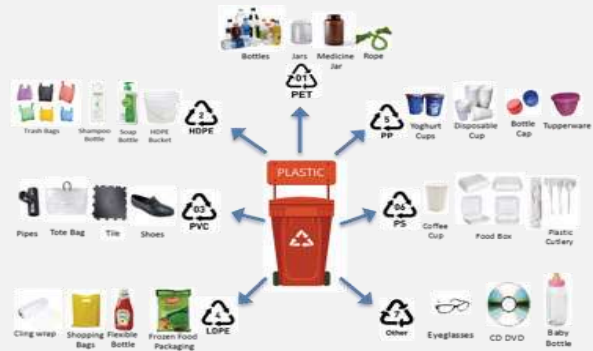 Bottles
Jars
Medicine
Jar
Rope
01
PET
Trash Bags
Shampoo
Bottle
Soap
Bottle
HDPE
Bucket
2
HDPE
5
PP
Yoghurt
Cups
Disposable
Cup
Bottle
Cap
Tupperware
PLASTIC
Pipes
Tote Bag
Tile
Shoes
03
PVC
06
PS
Coffee
Cup
Food Box
Plastic
Cutlery
Cling wrap
Shopping
Bags
Flexible
Bottle
Frozen Food
Packaging
4
LDPE
7
Other
Eyeglasses
CD DVD
Baby
Bottle